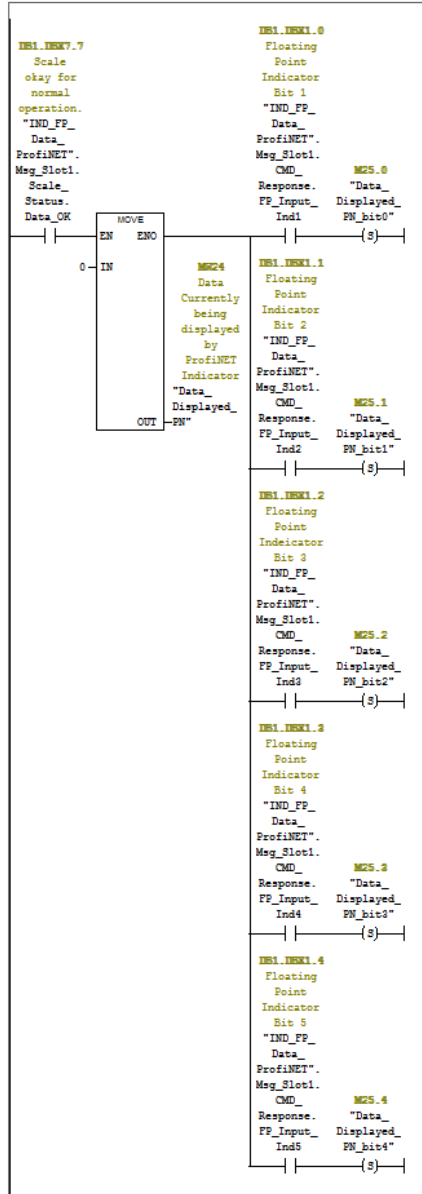 DB1.DBX7.7
Scale
okay for
normal
operation.
"IND_FP_
Data_
ProfiNET".
Msg_Slot1.
Scale_
Status.
Data_OK
MOVE
EN ENO
0 IN
OUT
MW24
Data
Currently
being
displayed
by
ProfiNET
Indicator
"Data_
Displayed_
PN"
DB1.DBX1.0
Floating
Point
Indicator
Bit 1
"IND_FP_
Data_
ProfiNET".
Msg_Slot1.
CMD_
Response.
FP_Input_
Ind1
M25.0
"Data_
Displayed_
PN_bit0"
(S)
DB1.DBX1.1
Floating
Point
Indicator
Bit 2
"IND_FP_
Data_
ProfiNET".
Msg_Slot1.
CMD_
Response.
FP_Input_
Ind2
M25.1
"Data_
Displayed_
PN_bit1"
(S)
DB1.DBX1.2
Floating
Point
Indeicator
Bit 3
"IND_FP_
Data_
ProfiNET".
Msg_Slot1.
CMD_
Response.
FP_Input_
Ind3
M25.2
"Data_
Displayed_
PN_bit2"
(S)
DB1.DBX1.3
Floating
Point
Indicator
Bit 4
"IND_FP_
Data_
ProfiNET".
Msg_Slot1.
CMD_
Response.
FP_Input_
Ind4
M25.3
"Data_
Displayed_
PN_bit3"
(S)
DB1.DBX1.4
Floating
Point
Indicator
Bit 5
"IND_FP_
Data_
ProfiNET".
Msg_Slot1.
CMD_
Response.
FP_Input_
Ind5
M25.4
"Data_
Displayed_
PN_bit4"
(S)